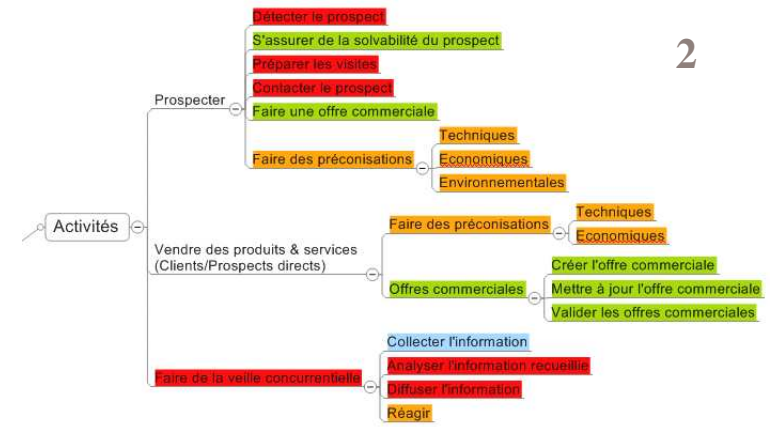 2
Activités
Prospecter
Détecter le prospect
S'assurer de la solvabilité du prospect
Préparer les visites
Contacter le prospect
Faire une offre commerciale
Faire des préconisations
Techniques
Economiques
Environnementales
Vendre des produits & services
(Clients/Prospects directs)
Faire des préconisations
Techniques
Economiques
Offres commerciales
Créer l'offre commerciale
Mettre à jour l'offre commerciale
Valider les offres commerciales
Faire de la veille concurrentielle
Collecter l'information
Analyser l'information recueillie
Diffuser l'information
Réagir